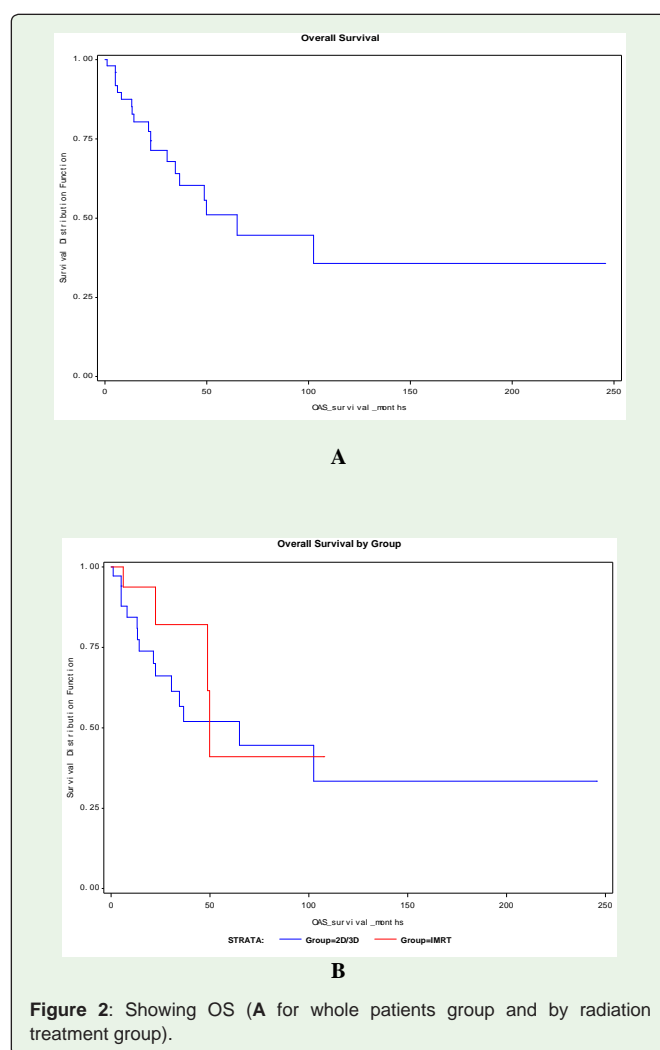 Overall Survival
1.00
0.75
0.50
0.25
0.00
Survival Distribution Function
0
50
100
150
200
250
OAS_survival_months
A
Overall Survival by Group
1.00
0.75
0.50
0.25
0.00
Survival Distribution Function
0
50
100
150
200
250
OAS_survival_months
STRATA: Group=2D/3D Group=IMRT
B
Figure 2: Showing OS (A for whole patients group and by radiation
treatment group).